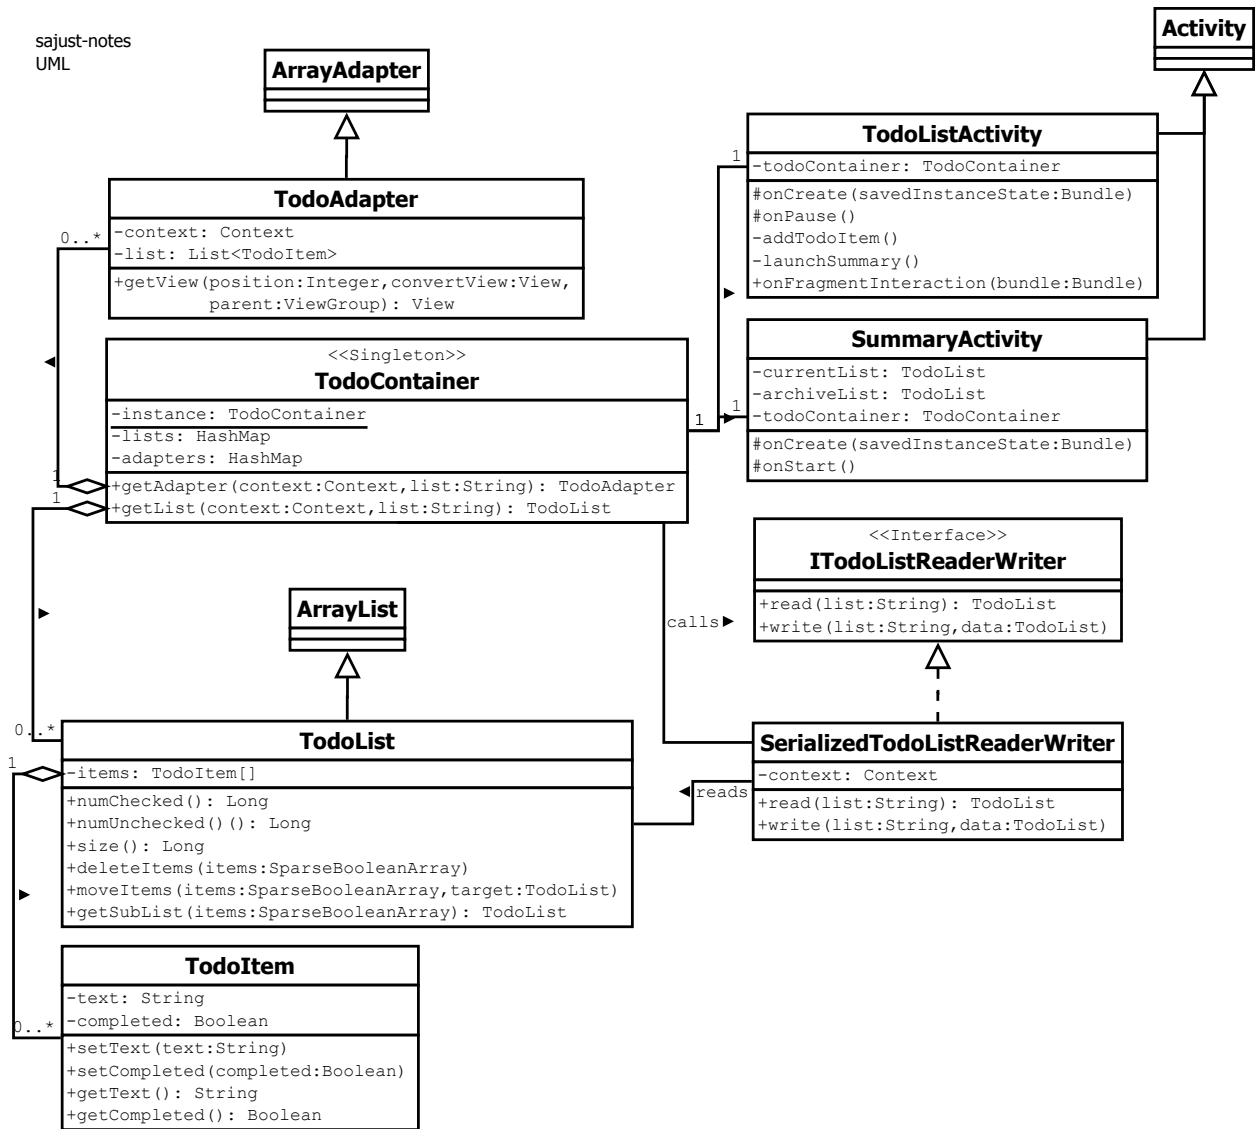 sajust-notes
UML
ArrayAdapter
Activity
TodoAdapter
-context: Context
-list: List<TodoItem>
+getView(position:Integer,convertView:View,
parent:ViewGroup): View
0..*
TodoListActivity
-todoContainer: TodoContainer
#onCreate(savedInstanceState:Bundle)
#onPause()
-addTodoItem()
-launchSummary()
+onFragmentInteraction(bundle:Bundle)
1
<<Singleton>>
TodoContainer
-instance: TodoContainer
-lists: HashMap
-adapters: HashMap
+getAdapter(context:Context,list:String): TodoAdapter
+getList(context:Context,list:String): TodoList
1
1
1
SummaryActivity
-currentList: TodoList
-archiveList: TodoList
-todoContainer: TodoContainer
#onCreate(savedInstanceState:Bundle)
#onStart()
1
<<Interface>>
ITodoListReaderWriter
+read(list:String): TodoList
+write(list:String,data:TodoList)
calls
ArrayList
0..*
1
TodoList
-items: TodoItem[]
+numChecked(): Long
+numUnchecked()(): Long
+size(): Long
+deleteItems(items:SparseBooleanArray)
+moveItems(items:SparseBooleanArray,target:TodoList)
+getSubList(items:SparseBooleanArray): TodoList
reads
SerializedTodoListReaderWriter
-context: Context
+read(list:String): TodoList
+write(list:String,data:TodoList)
TodoItem
-text: String
-completed: Boolean
+setText(text:String)
+setCompleted(completed:Boolean)
+getText(): String
+getCompleted(): Boolean
0..*